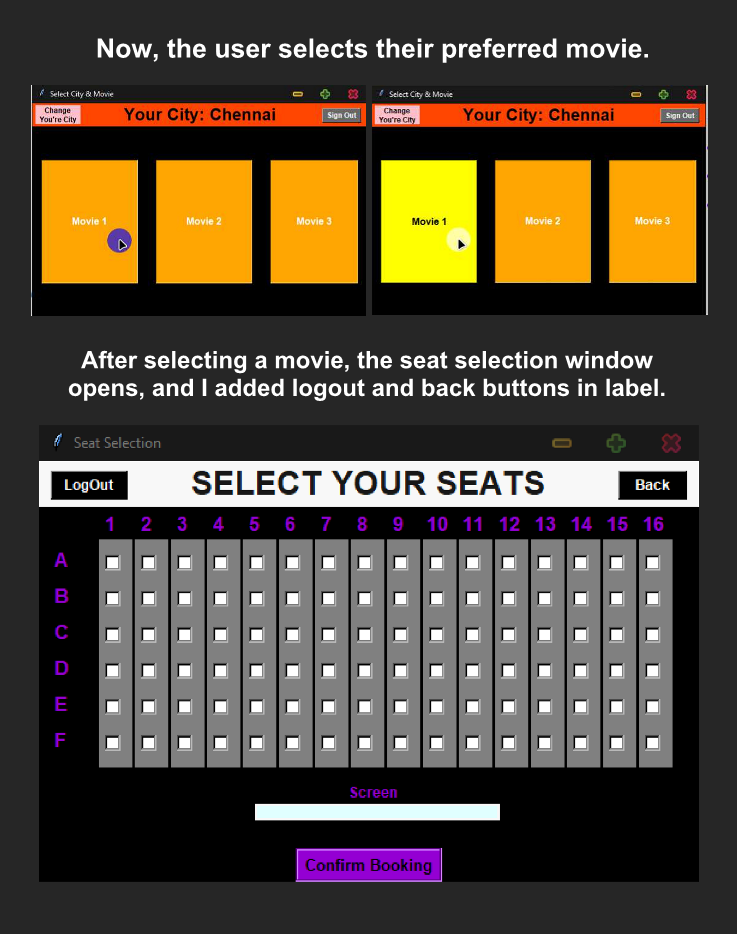 Now, the user selects their preferred movie.
Select City & Movie
Change
You're City
Your City: Chennai
Sign Out
Movie 1
Movie 2
Movie 3
Select City & Movie
Change
You're City
Your City: Chennai
Sign Out
Movie 1
Movie 2
Movie 3
After selecting a movie, the seat selection window
opens, and I added logout and back buttons in label.
Seat Selection
LogOut SELECT YOUR SEATS Back
1 2 3 4 5 6 7 8 9 10 11 12 13 14 15 16
A
B
C
D
E
F
Screen
Confirm Booking